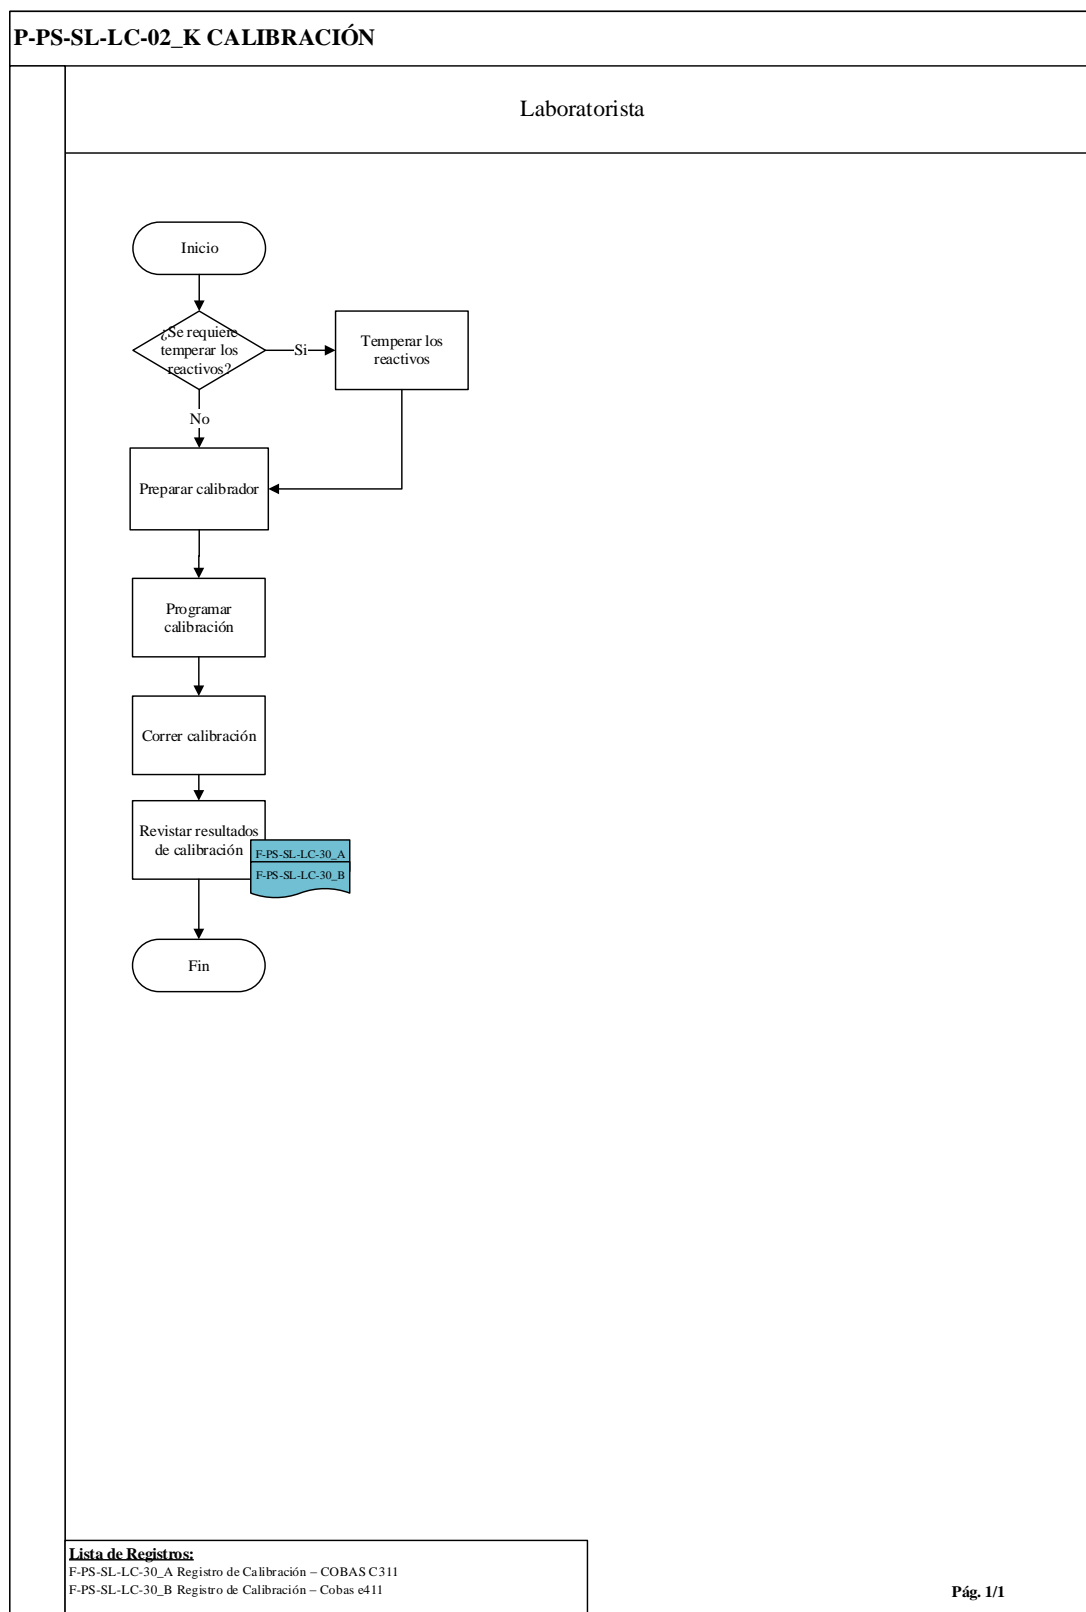 P-PS-SL-LC-02_K CALIBRACIÓN
Laboratorista
Inicio
¿Se requiere
temperar los
reactivos?
Si
Temperar los
reactivos
No
Preparar calibrador
Programar
calibración
Correr calibración
Revistar resultados
de calibración
F-PS-SL-LC-30_A
F-PS-SL-LC-30_B
Fin
Lista de Registros:
F-PS-SL-LC-30_A Registro de Calibración – COBAS C311
F-PS-SL-LC-30_B Registro de Calibración – Cobas e411
Pág. 1/1